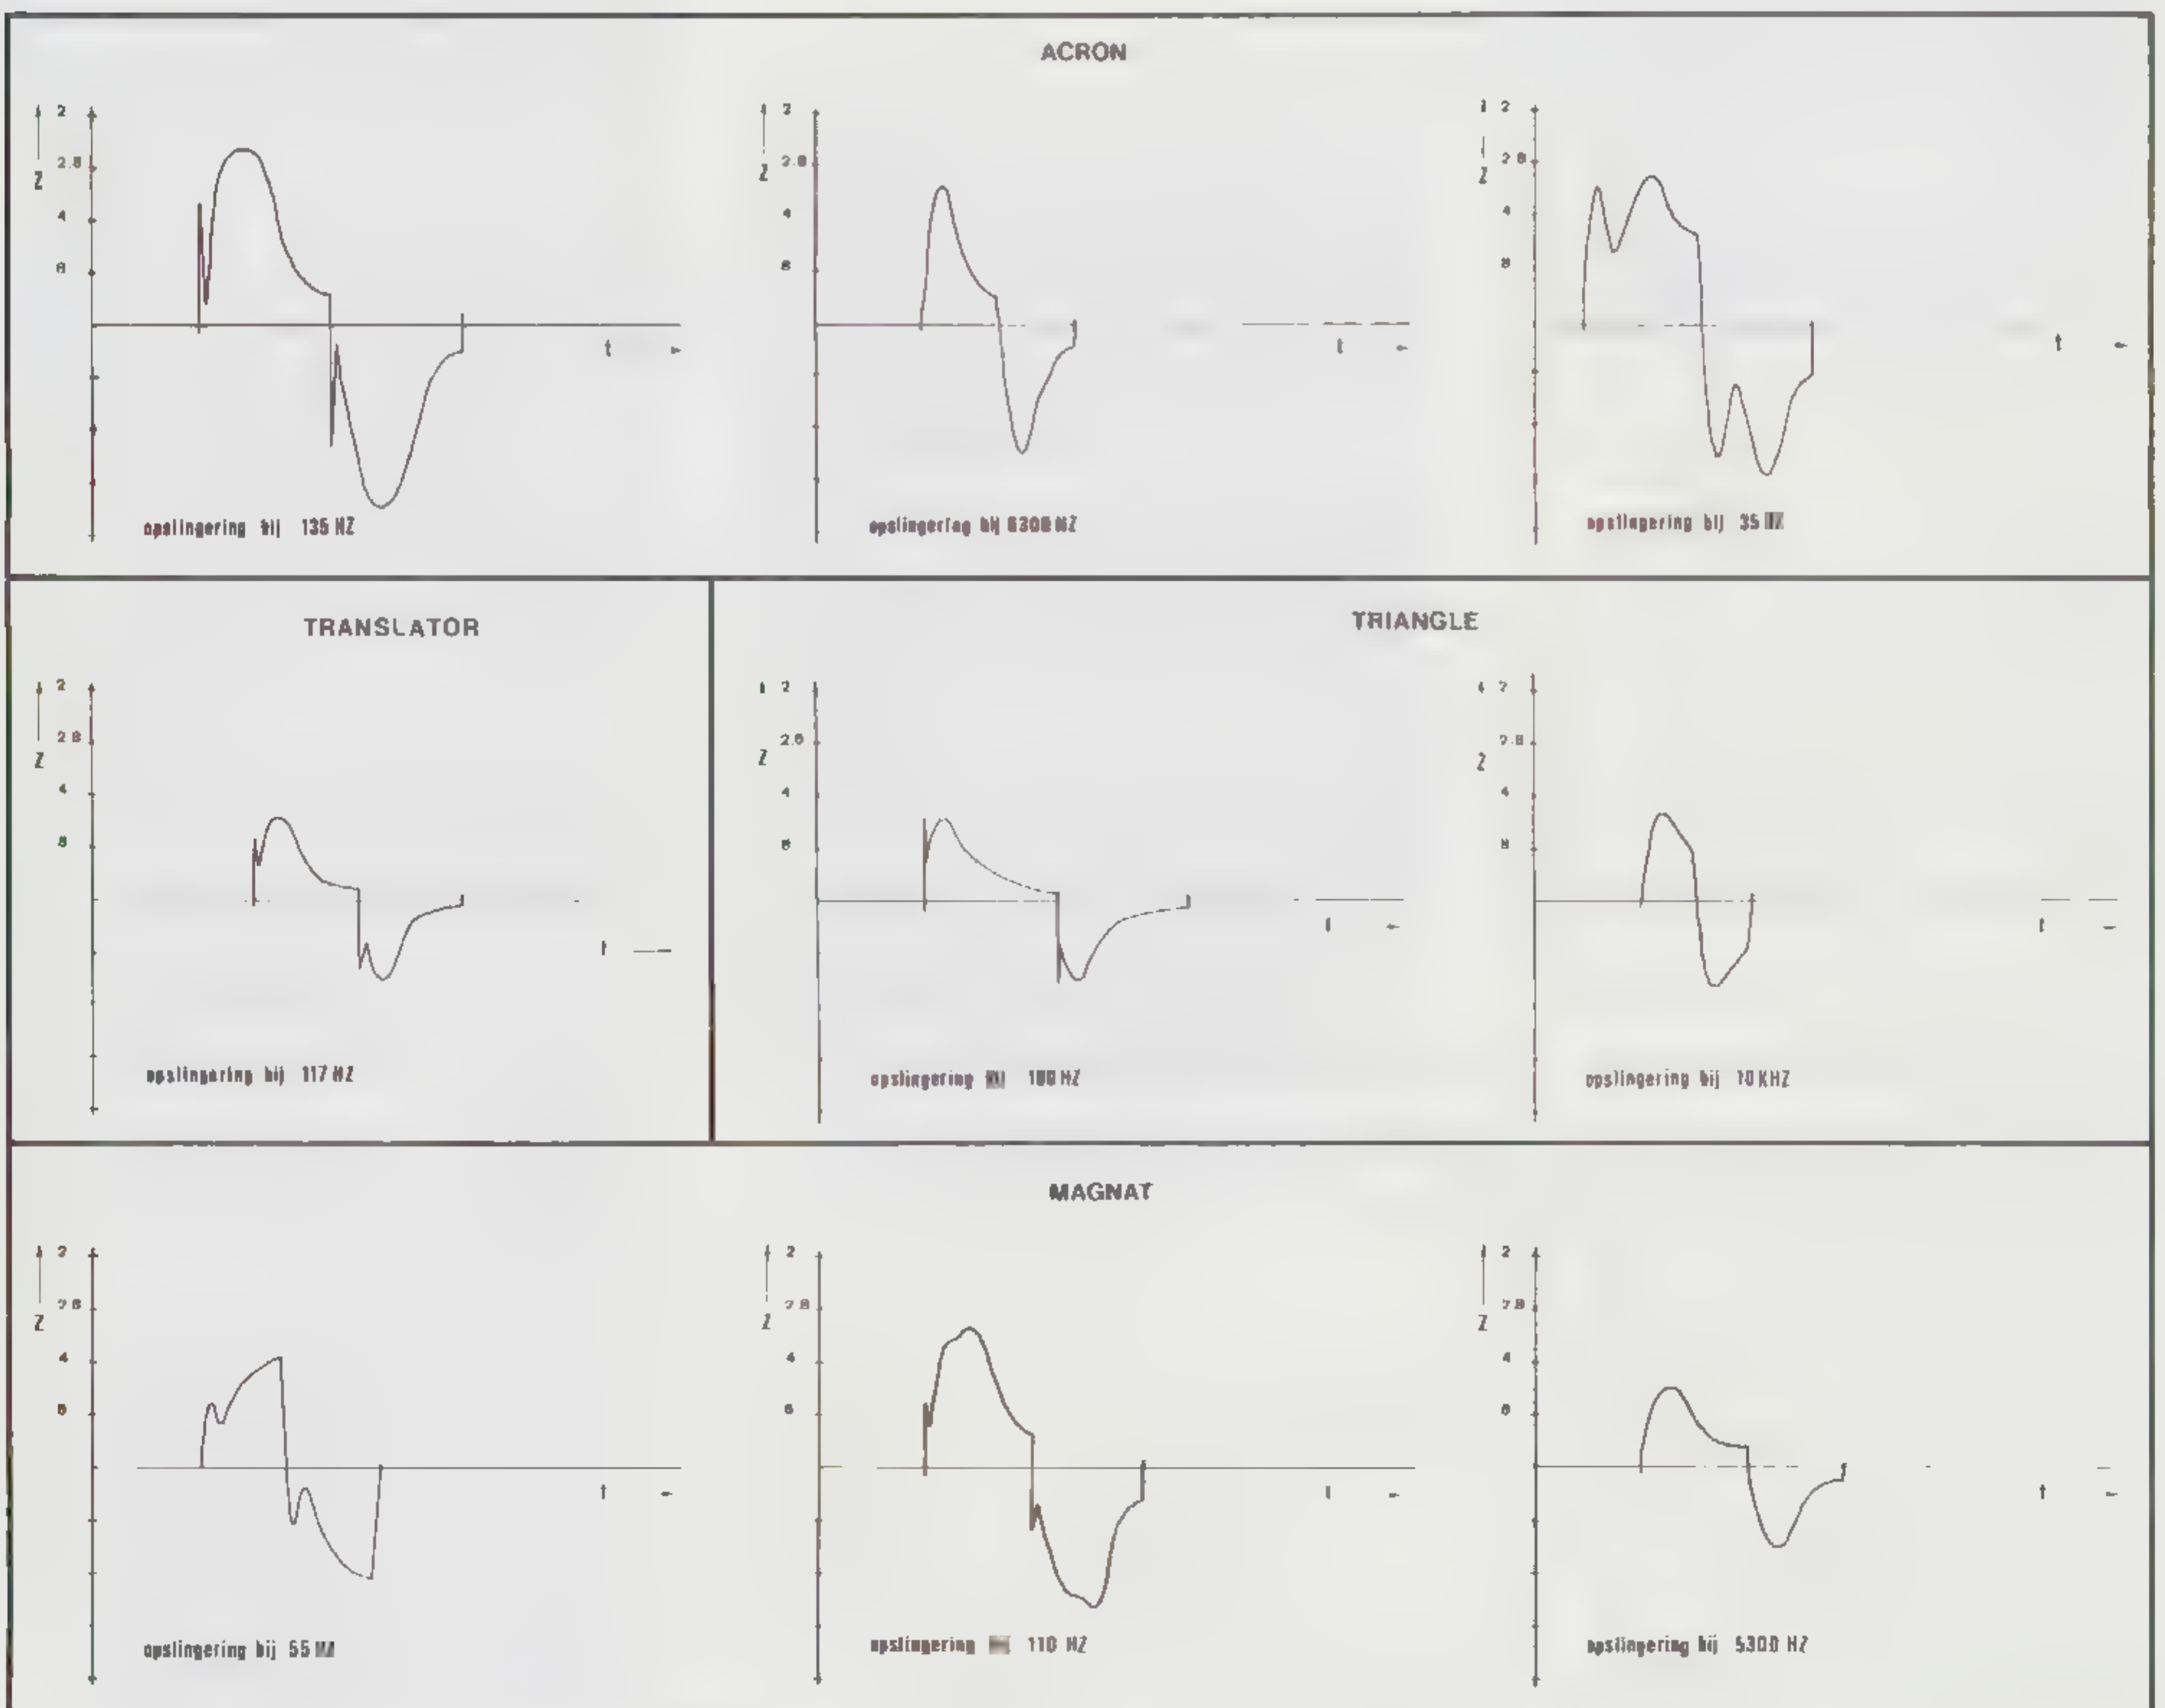 ACRON
2
2
2
2.8
2.8
2.8
Z
Z
Z
4
4
4
8
8
8
t
t
t
opslingering bij 135 HZ
opslingering bij 6300 HZ
opslingering bij 35
TRANSLATOR
TRIANGLE
2
2
2
2.8
2.8
2.8
Z
Z
Z
4
4
4
8
8
8
t
t
t
opslingering bij 117 HZ
opslingering 100 HZ
opslingering bij 10 KHZ
MAGNAT
2
2
2
2.8
2.8
2.8
Z
Z
Z
4
4
4
8
8
8
t
t
t
opslingering bij 55
opslingering 110 HZ
opslingering bij 5300 HZ